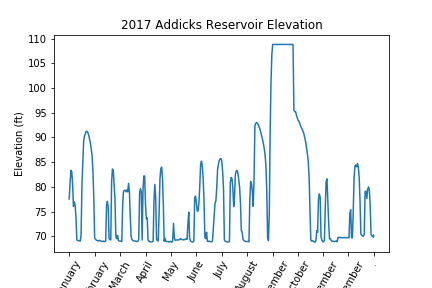 2017 Addicks Reservoir Elevation
Elevation (ft)
110
105
100
95
90
85
80
75
70
March
April
May
June
July
August